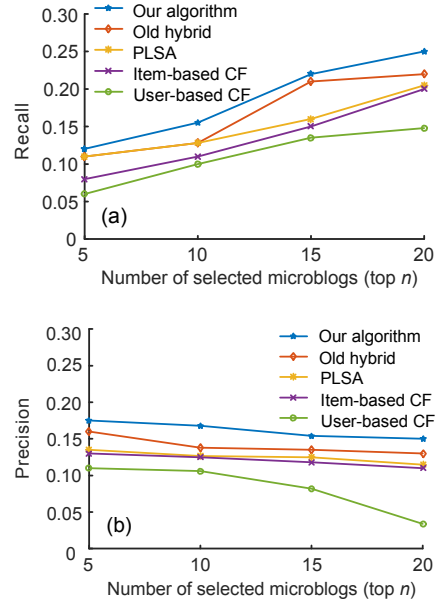 0.30
0.25
0.20
0.15
0.10
0.05
0
Recall
Our algorithm
Old hybrid
PLSA
Item-based CF
User-based CF
(a)
5 10 15 20
Number of selected microblogs (top n)
0.30
0.25
0.20
0.15
0.10
0.05
0
Precision
Our algorithm
Old hybrid
PLSA
Item-based CF
User-based CF
(b)
5 10 15 20
Number of selected microblogs (top n)